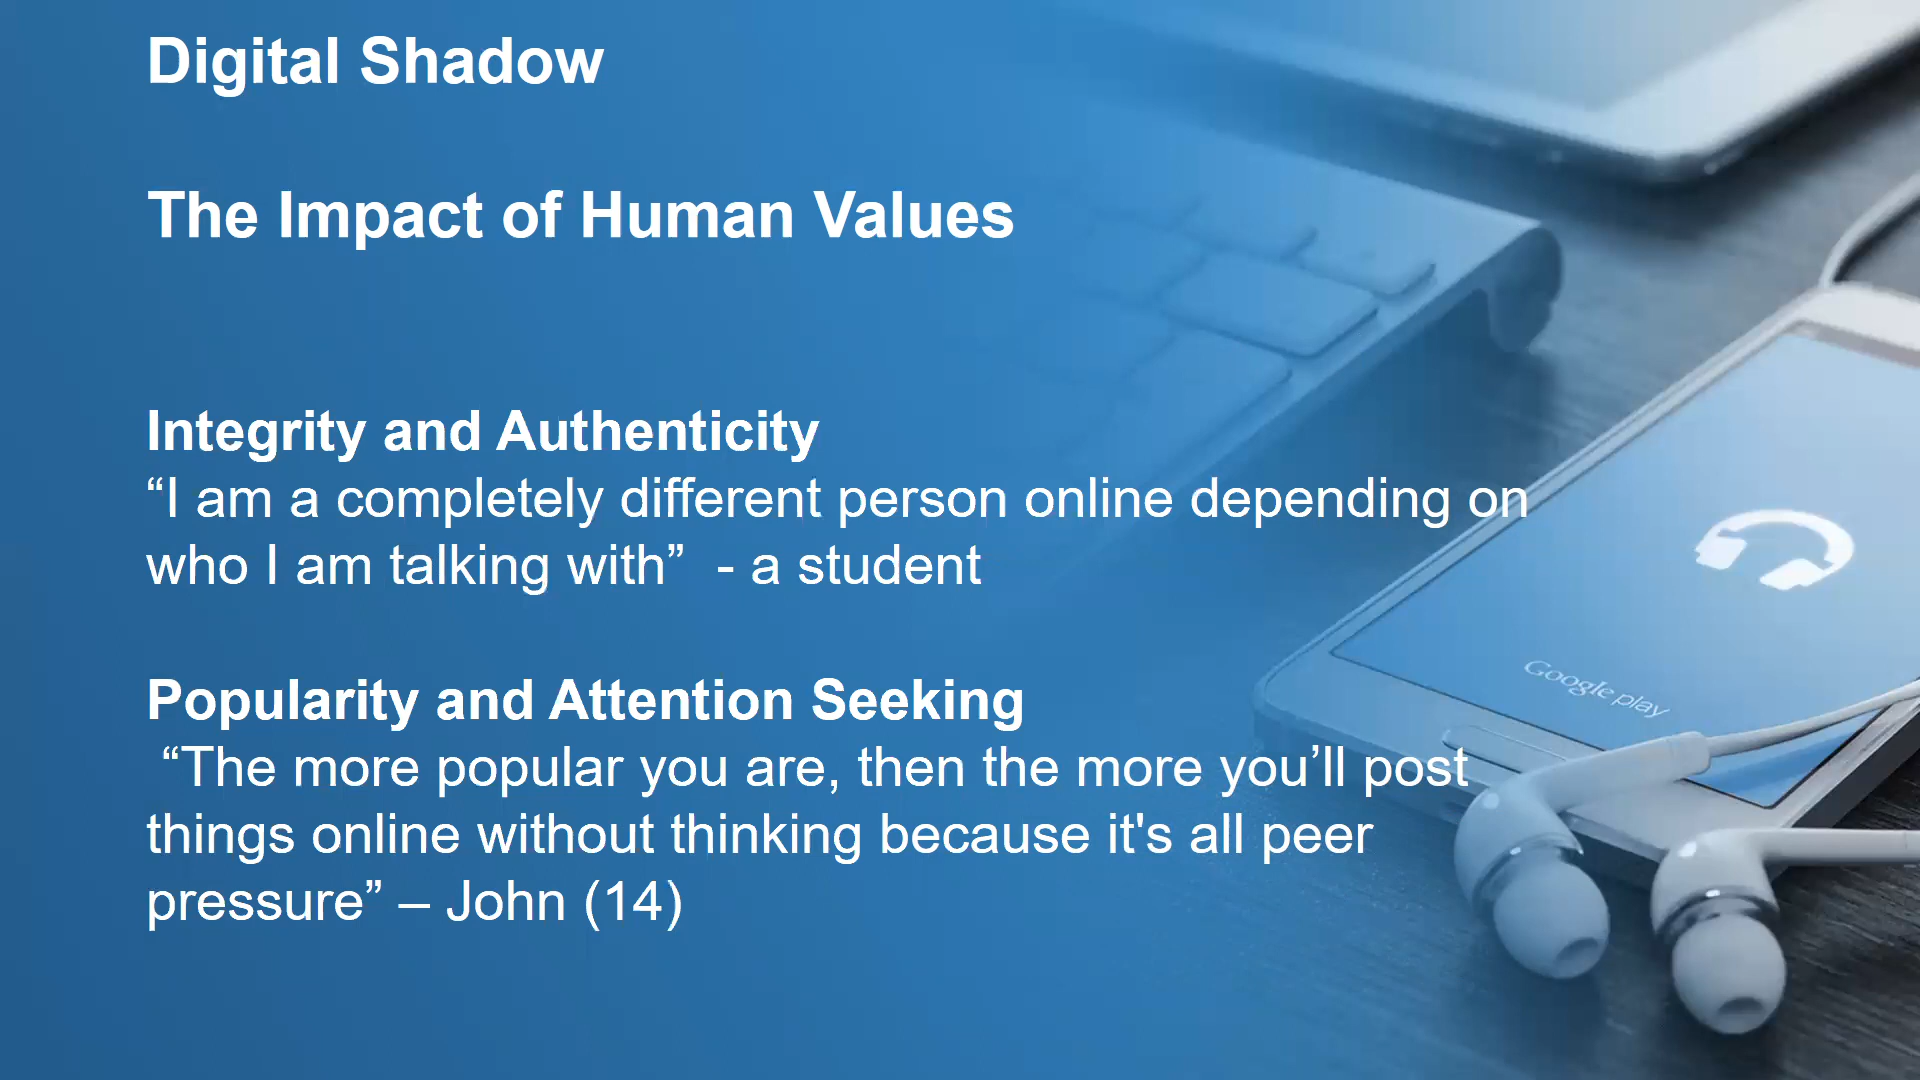 Digital Shadow
The Impact of Human Values
Integrity and Authenticity
“I am a completely different person online depending on
who I am talking with”  - a student
Popularity and Attention Seeking
“The more popular you are, then the more you’ll post
things online without thinking because it's all peer
pressure” – John (14)
Google play